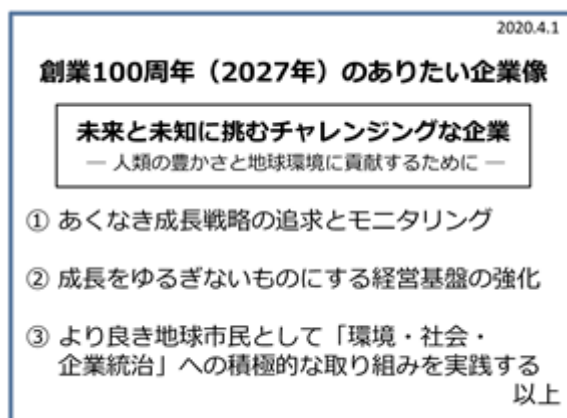 2020.4.1
創業100周年（2027年）のありたい企業像
未来と未知に挑むチャレンジングな企業
― 人類の豊かさと地球環境に貢献するために ―
① あくなき成長戦略の追求とモニタリング
② 成長をゆるぎないものにする経営基盤の強化
③ より良き地球市民として「環境・社会・
企業統治」への積極的な取り組みを実践する
以上